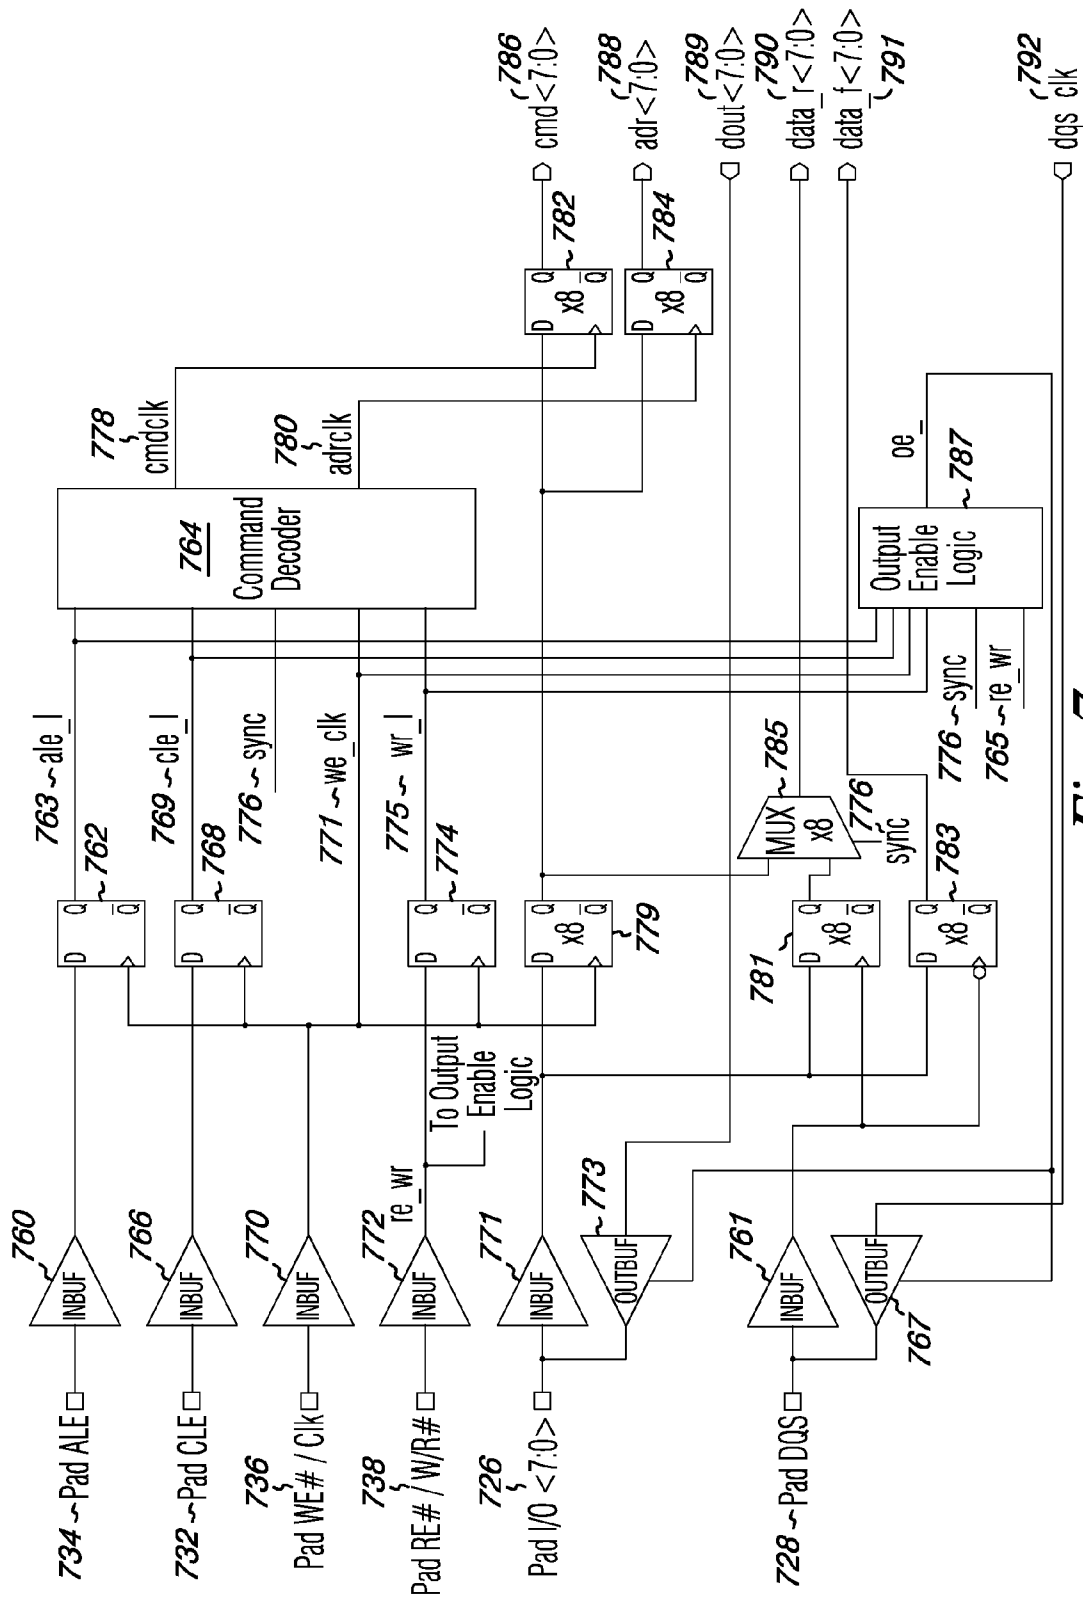 734 Pad ALE
732 Pad CLE
736
Pad WE# / Clk
738
Pad RE# / W/R#
726
Pad I/O <7:0>
728 Pad DQS
760
INBUF
766
INBUF
770
INBUF
772
INBUF
771
INBUF
773
OUTBUF
761
INBUF
767
OUTBUF
re_wr
To Output
Enable
Logic
763 ale_l
762
D Q
Q
769 cle_l
768
D Q
Q
776 sync
771 we_clk
775 wr_l
774
D Q
Q
779
D Q
x8
Q
781
D Q
x8
Q
783
D Q
x8
Q
785
MUX
x8
776
sync
764
Command
Decoder
778
cmdclk
780
adrclk
776 sync
765 re_wr
Output
Enable
Logic
787
oe_
782
D Q
x8
Q
784
D Q
x8
Q
786
cmd<7:0>
788
adr<7:0>
789
dout<7:0>
790
data_r<7:0>
data_f<7:0>
791
792
dqs_clk